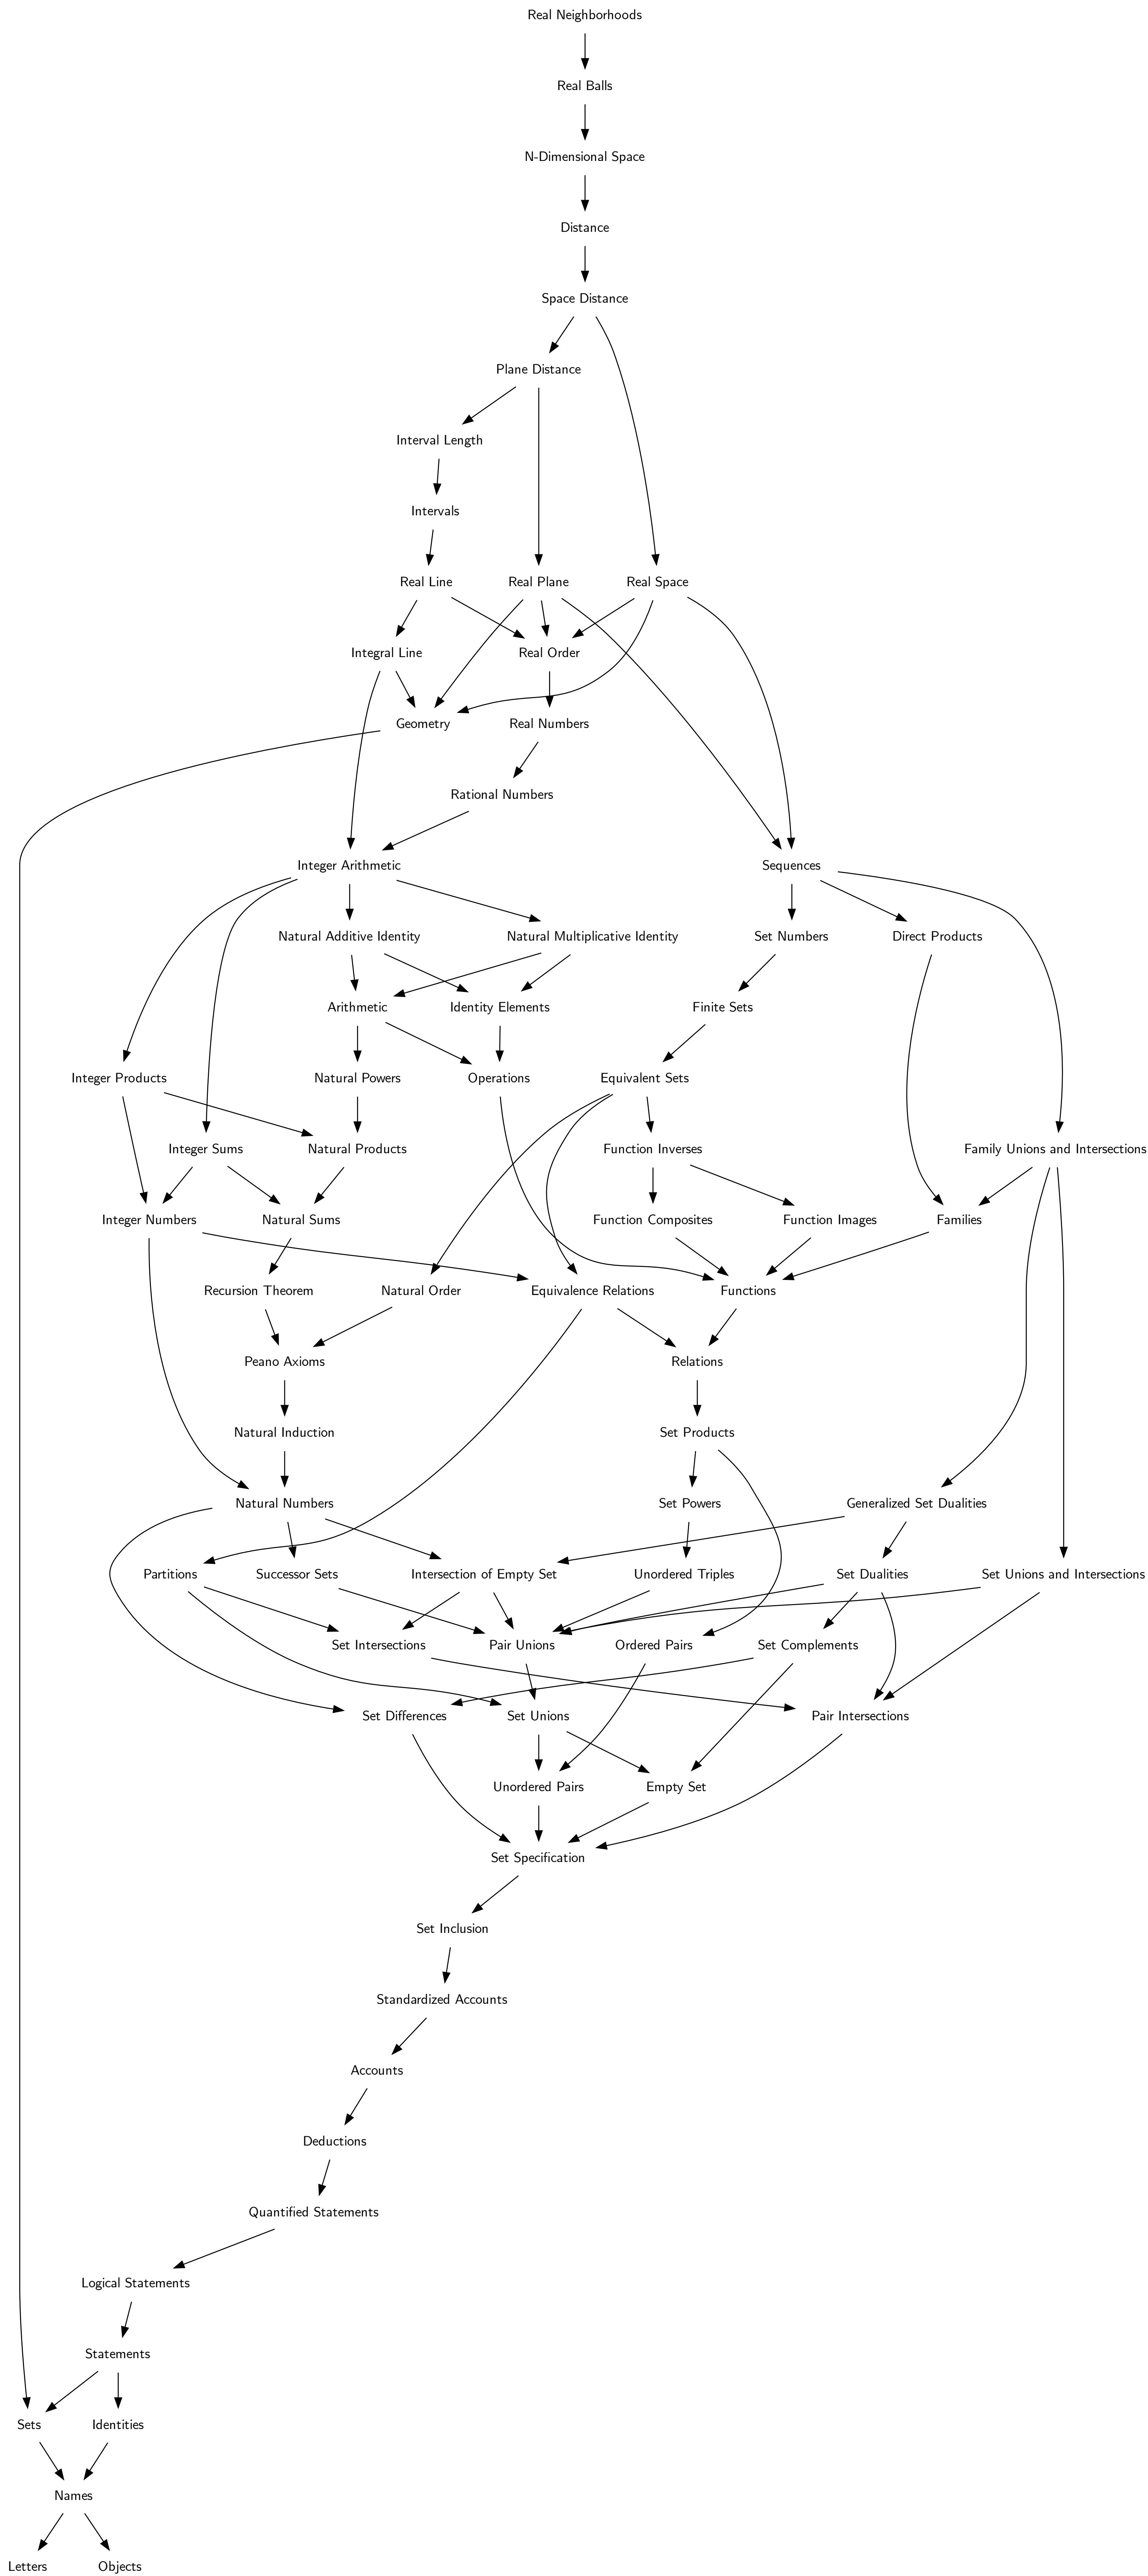 Real Neighborhoods
Real Balls
N-Dimensional Space
Distance
Space Distance
Plane Distance
Interval Length
Intervals
Real Line
Real Plane
Real Space
Integral Line
Real Order
Geometry
Real Numbers
Rational Numbers
Integer Arithmetic
Sequences
Natural Additive Identity
Natural Multiplicative Identity
Set Numbers
Direct Products
Arithmetic
Identity Elements
Finite Sets
Integer Products
Natural Powers
Operations
Equivalent Sets
Integer Sums
Natural Products
Function Inverses
Family Unions and Intersections
Integer Numbers
Natural Sums
Function Composites
Function Images
Families
Recursion Theorem
Natural Order
Equivalence Relations
Functions
Peano Axioms
Relations
Natural Induction
Set Products
Natural Numbers
Set Powers
Generalized Set Dualities
Partitions
Successor Sets
Intersection of Empty Set
Unordered Triples
Set Dualities
Set Unions and Intersections
Set Intersections
Pair Unions
Ordered Pairs
Set Complements
Set Differences
Set Unions
Pair Intersections
Unordered Pairs
Empty Set
Set Specification
Set Inclusion
Standardized Accounts
Accounts
Deductions
Quantified Statements
Logical Statements
Statements
Sets
Identities
Names
Letters
Objects